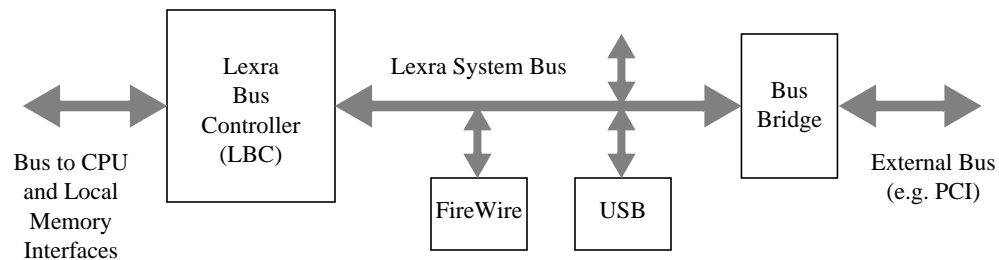 Bus to CPU
and Local
Memory
Interfaces
Lexra
Bus
Controller
(LBC)
Lexra System Bus
FireWire
USB
Bus
Bridge
External Bus
(e.g. PCI)